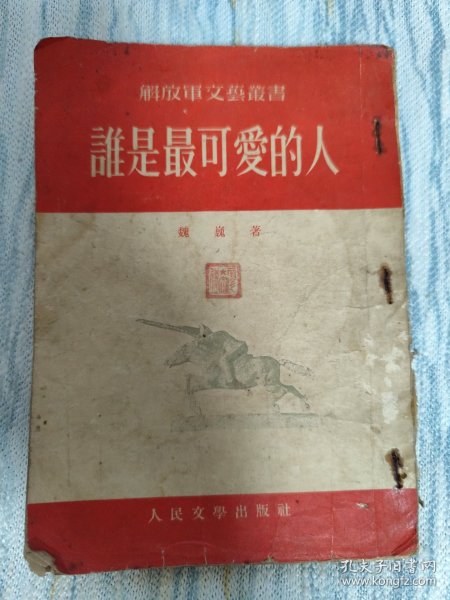 解放軍文藝叢書
誰是最可愛的人
魏巍著
人民文學出版社
孔夫子旧书网
www.kongfz.com